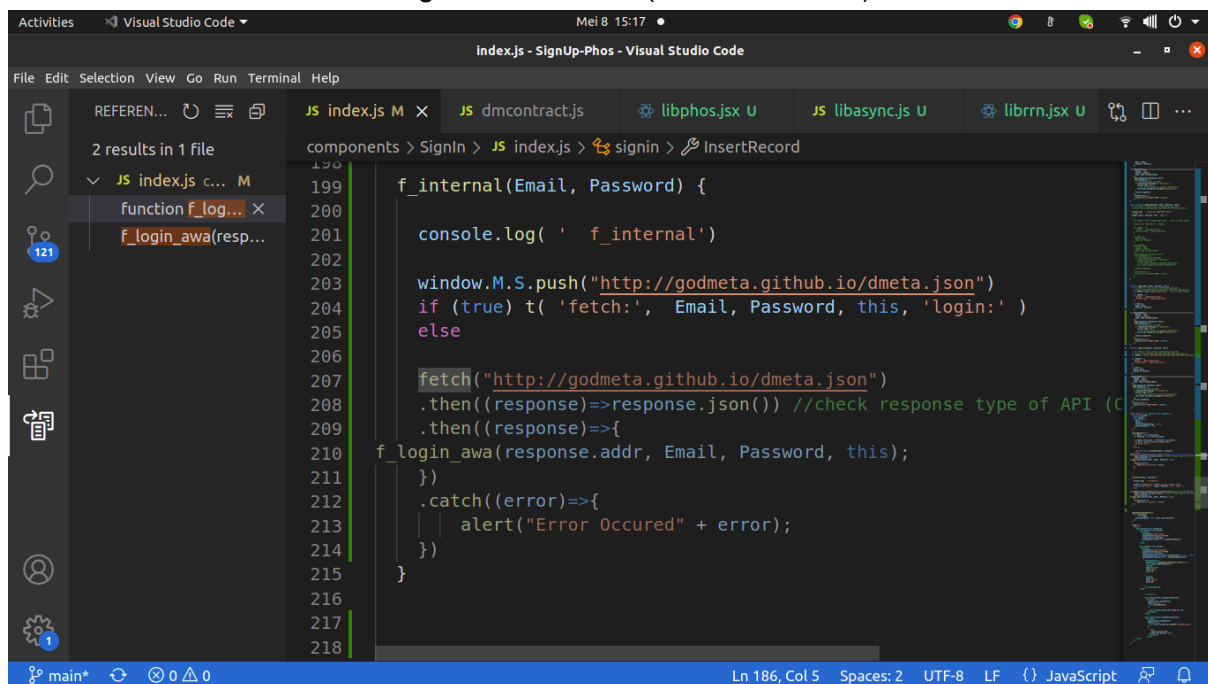 Activities Visual Studio Code Mei 8 15:17
index.js - SignUp-Phos - Visual Studio Code
File Edit Selection View Go Run Terminal Help
REFEREN...
JS index.js M JS dmcontract.js libphos.jsx U JS libasync.js U librrn.jsx U
2 results in 1 file
components > SignIn > JS index.js > signin > InsertRecord
JS index.js c... M
function f_log...
f_login_awa(resp...
121
1
198
199 f_internal(Email, Password) {
200
201 console.log( ' f_internal')
202
203 window.M.S.push("http://godmeta.github.io/dmeta.json")
204 if (true) t( 'fetch:', Email, Password, this, 'login:' )
205 else
206
207 fetch("http://godmeta.github.io/dmeta.json")
208 .then((response)=>response.json()) //check response type of API (C
209 .then((response)=>{
210 f_login_awa(response.addr, Email, Password, this);
211 })
212 .catch((error)=>{
213 alert("Error Occured" + error);
214 })
215 }
216
217
218
main* 0 0 Ln 186, Col 5 Spaces: 2 UTF-8 LF {} JavaScript